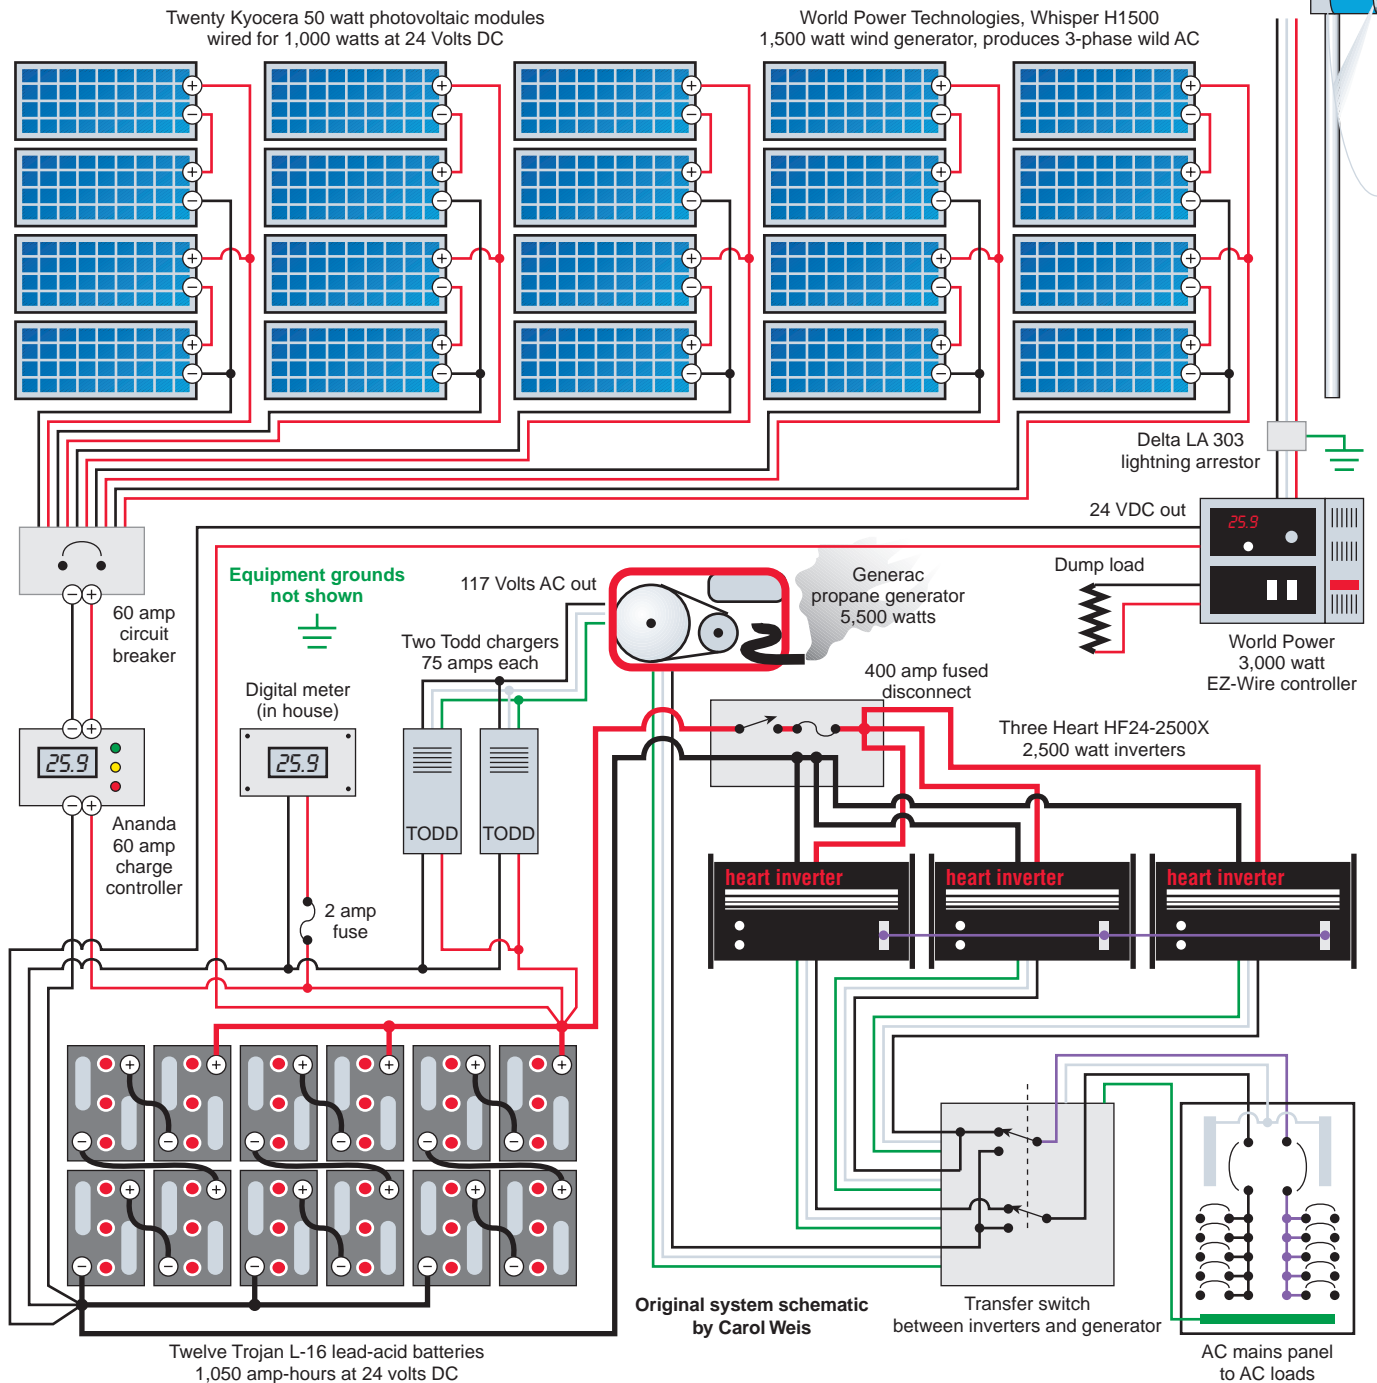 Twenty Kyocera 50 watt photovoltaic modules
wired for 1,000 watts at 24 Volts DC
World Power Technologies, Whisper H1500
1,500 watt wind generator, produces 3-phase wild AC
Delta LA 303
lightning arrestor
24 VDC out
25.9
Equipment grounds
not shown
117 Volts AC out
Generac
propane generator
5,500 watts
Dump load
60 amp
circuit
breaker
Two Todd chargers
75 amps each
World Power
3,000 watt
EZ-Wire controller
400 amp fused
disconnect
Digital meter
(in house)
Three Heart HF24-2500X
2,500 watt inverters
25.9
25.9
TODD
TODD
Ananda
60 amp
charge
controller
heart inverter
heart inverter
heart inverter
2 amp
fuse
Original system schematic
by Carol Weis
Transfer switch
between inverters and generator
Twelve Trojan L-16 lead-acid batteries
1,050 amp-hours at 24 volts DC
AC mains panel
to AC loads